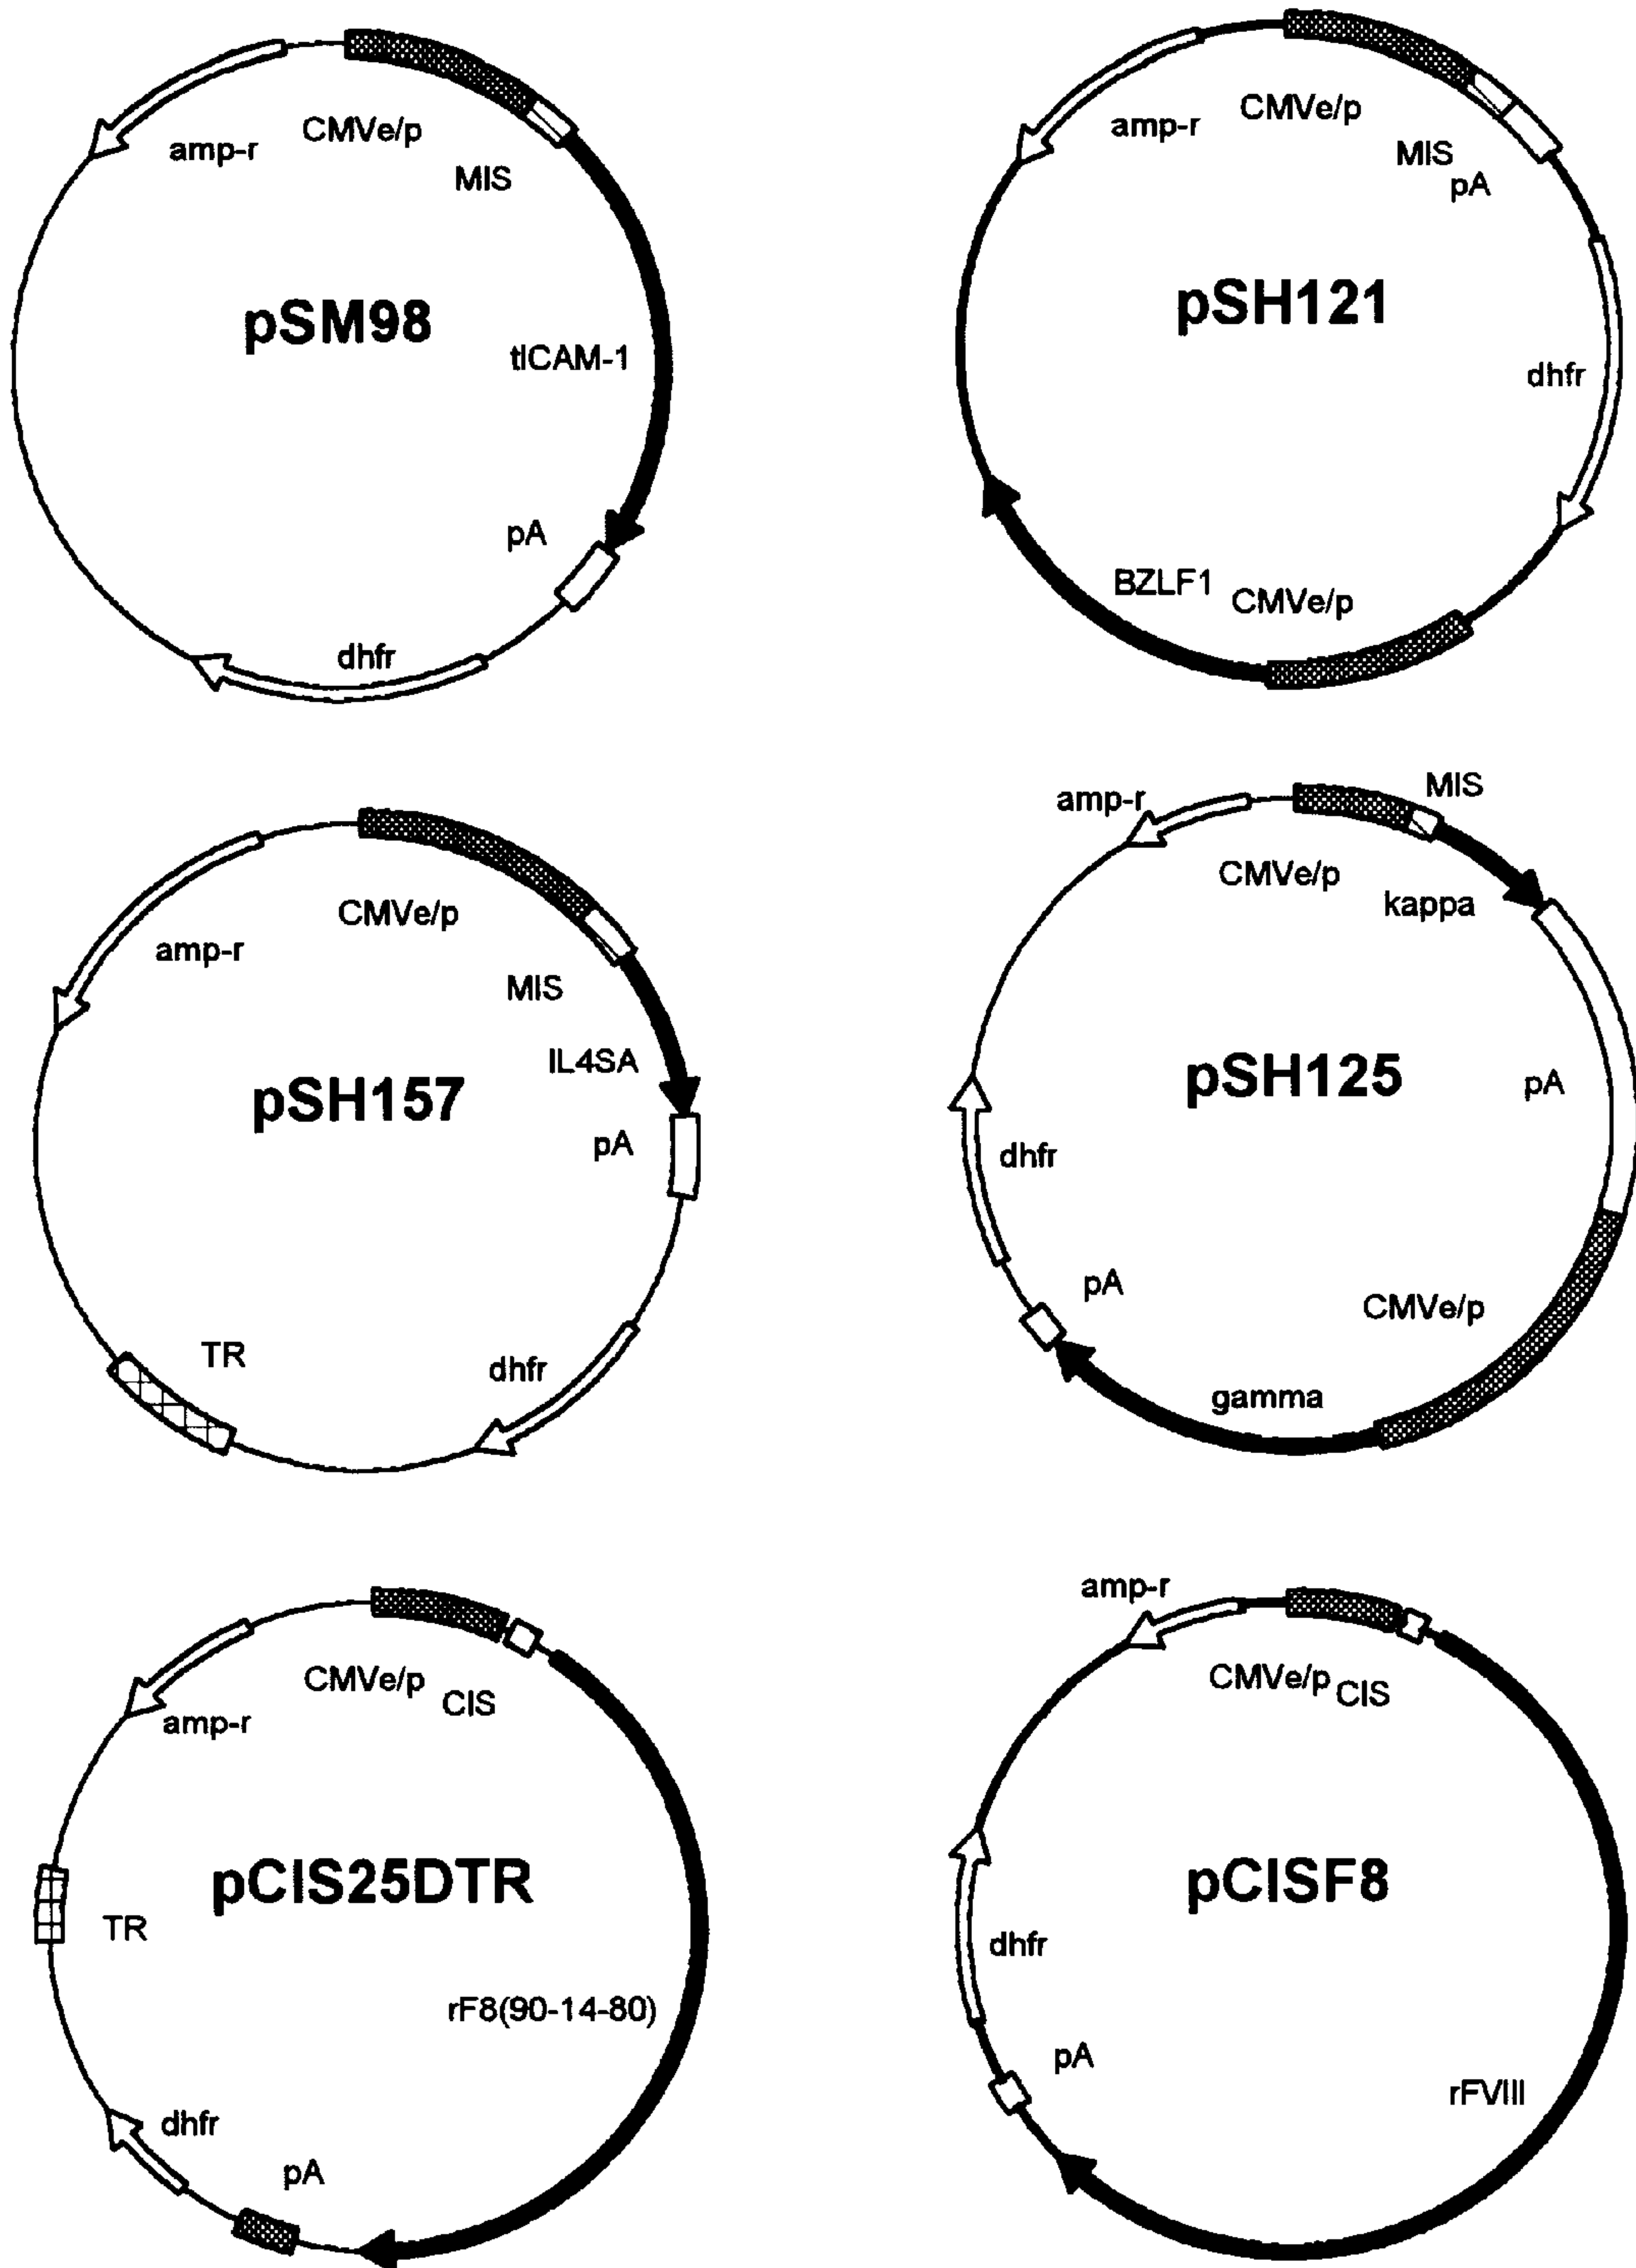 amp-r
CMVe/p
MIS
pSM98
tICAM-1
pA
dhfr
amp-r
CMVe/p
MIS
pA
pSH121
dhfr
BZLF1
CMVe/p
amp-r
CMVe/p
MIS
IL4SA
pSH157
pA
TR
dhfr
amp-r
MIS
CMVe/p
kappa
pSH125
pA
dhfr
pA
CMVe/p
gamma
amp-r
CMVe/p
CIS
pCIS25DTR
TR
rF8(90-14-80)
dhfr
pA
amp-r
CMVe/p
CIS
pCISF8
dhfr
pA
rFVIII